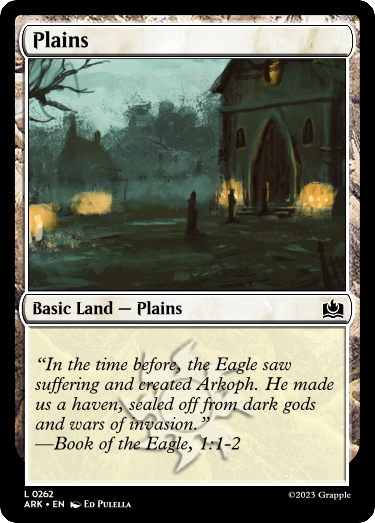 Plains
Basic Land — Plains
“In the time before, the Eagle saw
suffering and created Arkoph. He made
us a haven, sealed off from dark gods
and wars of invasion.”
—Book of the Eagle, 1:1-2
L 0262
ARK • EN Ed Pulella
©2023 Grapple